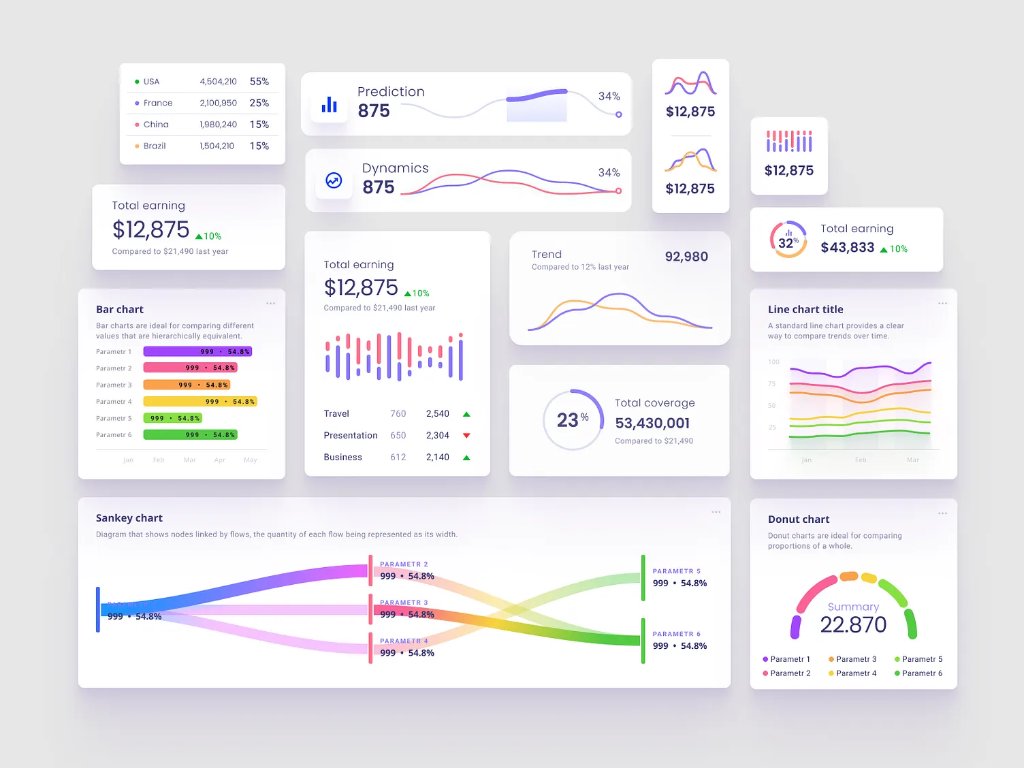 USA 4,504,210 55%
France 2,100,950 25%
China 1,980,240 15%
Brazil 1,504,210 15%
Total earning
$12,875 10%
Compared to $21,490 last year
Prediction
875
34%
Dynamics
875
34%
$12,875
$12,875
$12,875
32%
Total earning
$43,833 10%
Bar chart
Bar charts are ideal for comparing different
values that are hierarchically equivalent.
Parametr 1 999 • 54.8%
Parametr 2 999 • 54.8%
Parametr 3 999 • 54.8%
Parametr 4 999 • 54.8%
Parametr 5 999 • 54.8%
Parametr 6 999 • 54.8%
Jan Feb Mar Apr May
Total earning
$12,875 10%
Compared to $21,490 last year
Travel 760 2,540
Presentation 650 2,304
Business 612 2,140
Trend 92,980
Compared to 12% last year
23%
Total coverage
53,430,001
Compared to $21,490
Line chart title
A standard line chart provides a clear
way to compare trends over time.
100
75
50
25
Jan Feb Mar
Sankey chart
Diagram that shows nodes linked by flows, the quantity of each flow being represented as its width.
999 • 54.8%
PARAMETR 2
999 • 54.8%
PARAMETR 3
999 • 54.8%
PARAMETR 4
999 • 54.8%
PARAMETR 5
999 • 54.8%
PARAMETR 6
999 • 54.8%
Donut chart
Donut charts are ideal for comparing
proportions of a whole.
Summary
22.870
Parametr 1 Parametr 3 Parametr 5
Parametr 2 Parametr 4 Parametr 6